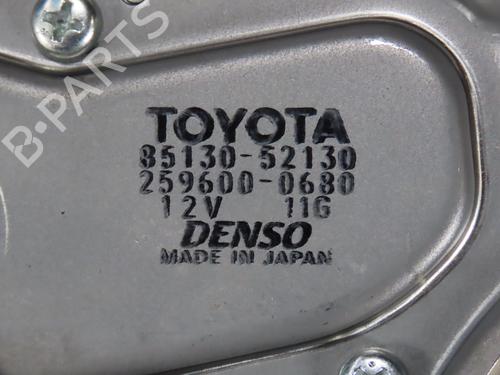 B-PARTS
TOYOTA
85130-52130
259600-0680
12V 11G
DENSO
MADE IN JAPAN